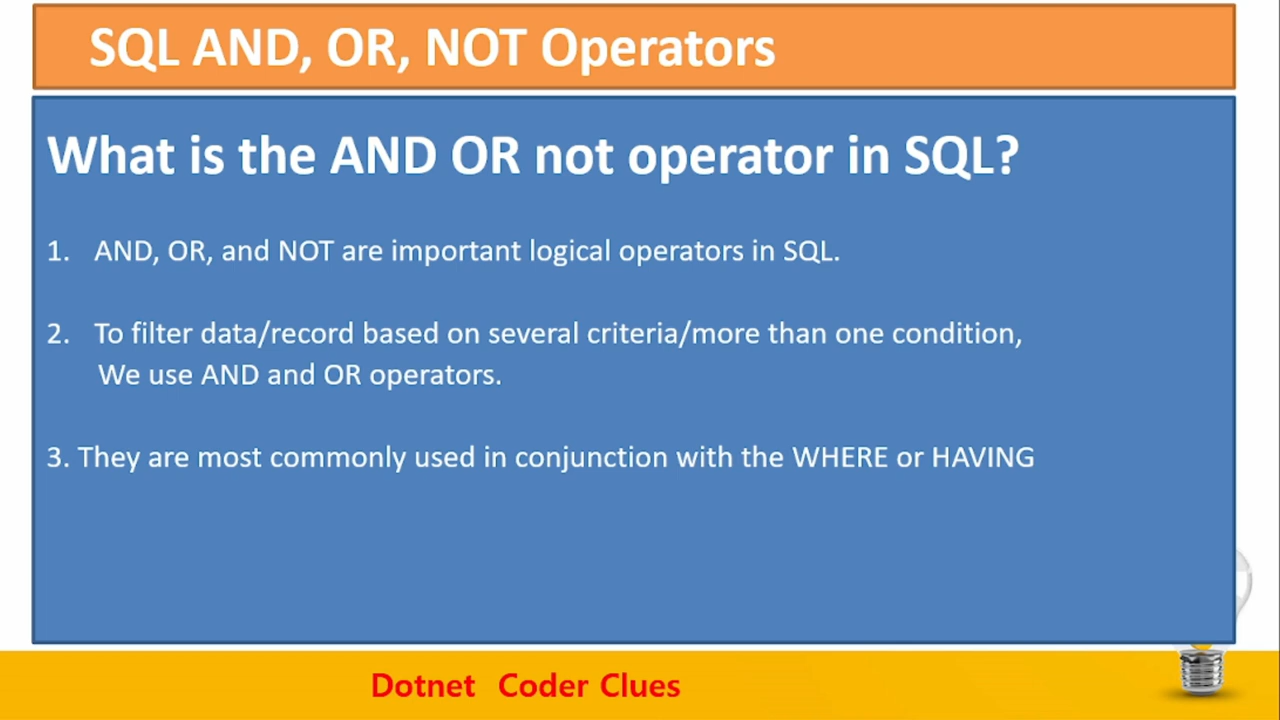 SQL AND, OR, NOT Operators
What is the AND OR not operator in SQL?
1. AND, OR, and NOT are important logical operators in SQL.
2. To filter data/record based on several criteria/more than one condition,
We use AND and OR operators.
3. They are most commonly used in conjunction with the WHERE or HAVING
Dotnet Coder Clues